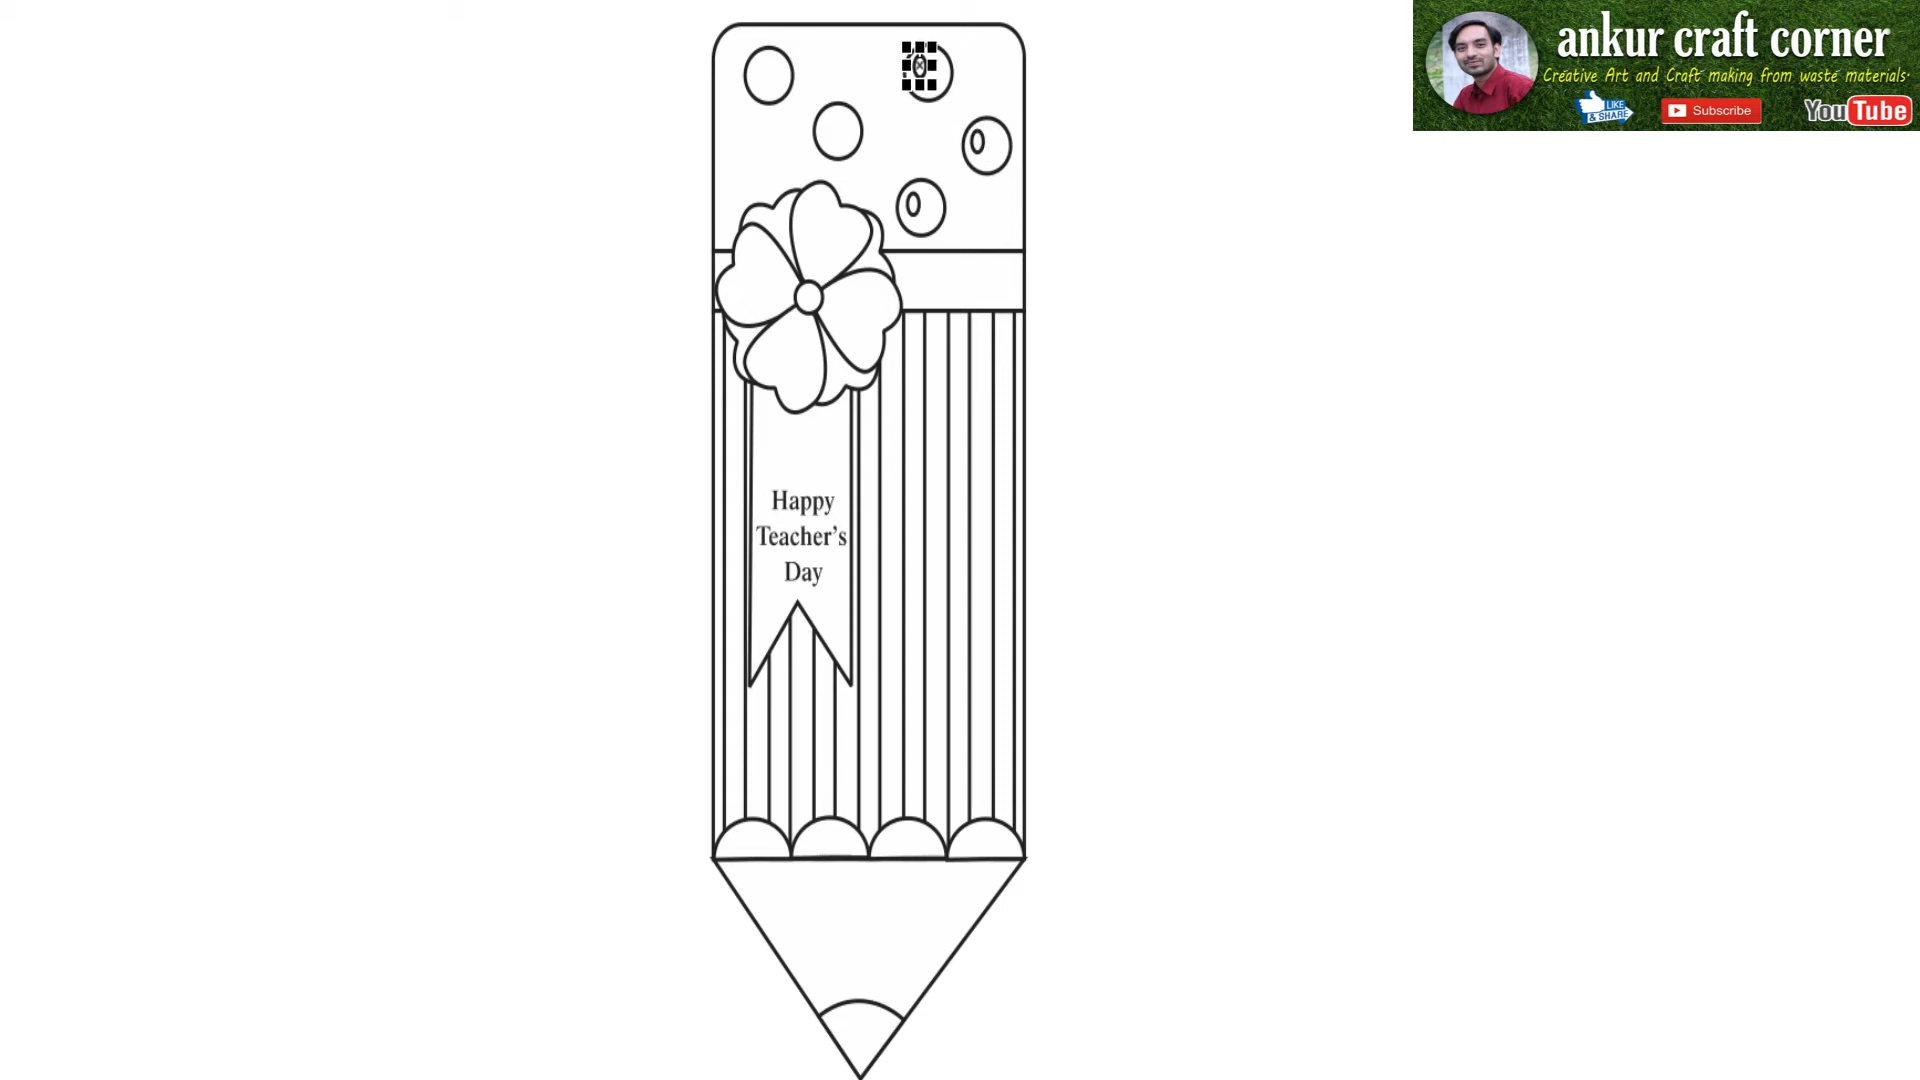 ankur craft corner
Creative Art and Craft making from waste materials.
LIKE
& SHARE
Subscribe
YouTube
Happy
Teacher’s
Day